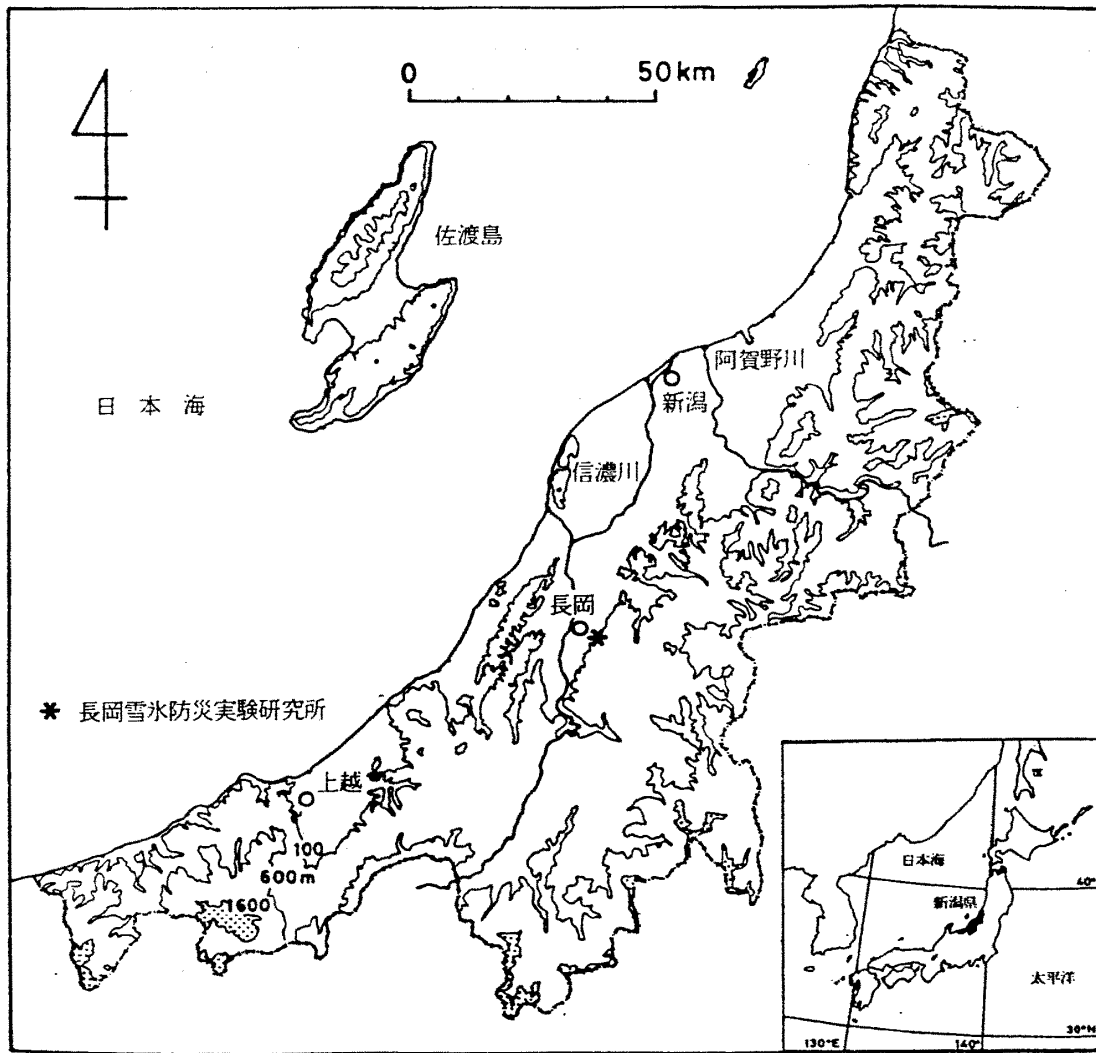 0 50km
佐渡島
日本海
阿賀野川
新潟
信濃川
長岡
* 長岡雪氷防災実験研究所
上越
100
600m
1600
日本海
40°
新潟県
太平洋
30°N
130°E
140°